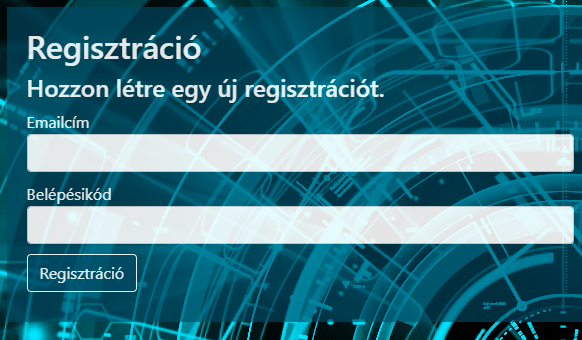 Regisztráció
Hozzon létre egy új regisztrációt.
Emailcím
Belépésikód
Regisztráció